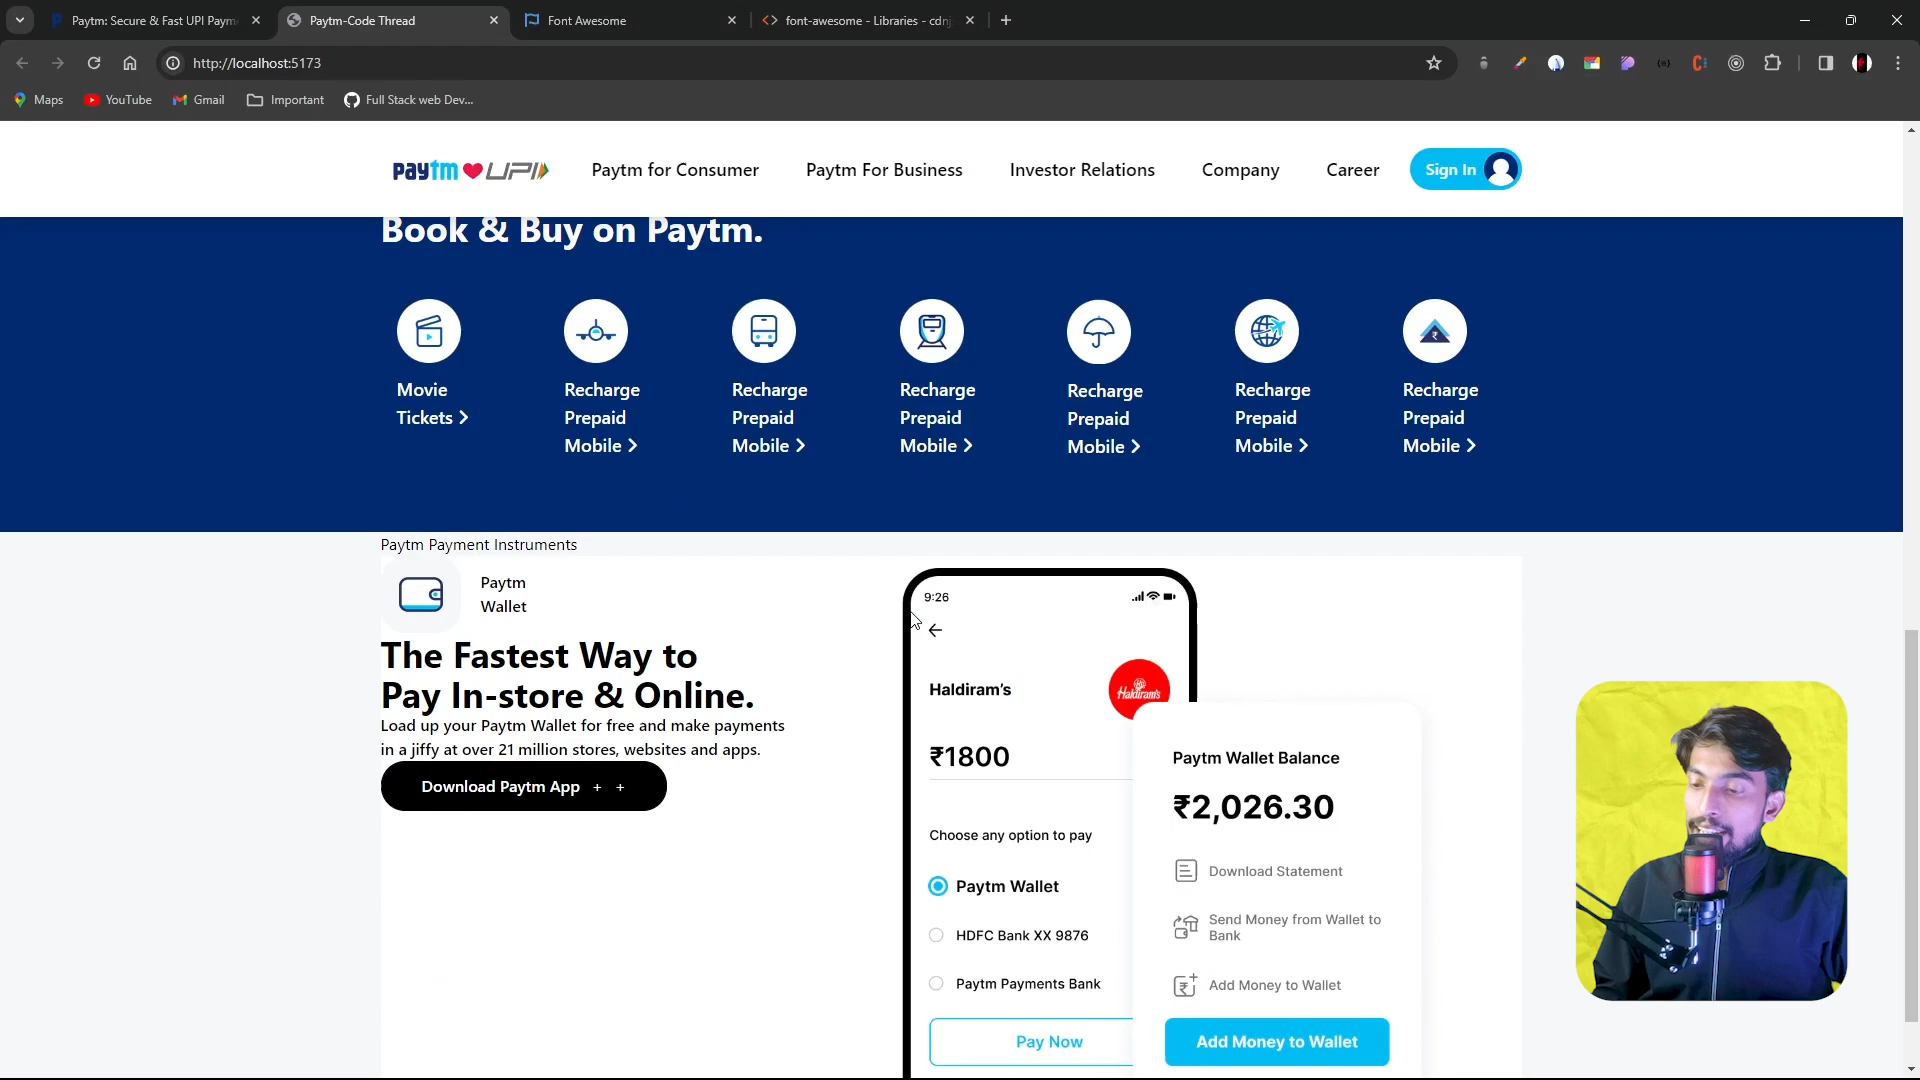 Paytm: Secure & Fast UPI Paym
Paytm-Code Thread
Font Awesome
font-awesome - Libraries - cdnj
http://localhost:5173
Maps
YouTube
Gmail
Important
Full Stack web Dev...
paytm UPI
Paytm for Consumer
Paytm For Business
Investor Relations
Company
Career
Sign In
Book & Buy on Paytm.
Movie
Tickets
Recharge
Prepaid
Mobile
Recharge
Prepaid
Mobile
Recharge
Prepaid
Mobile
Recharge
Prepaid
Mobile
Recharge
Prepaid
Mobile
Recharge
Prepaid
Mobile
Paytm Payment Instruments
Paytm
Wallet
The Fastest Way to
Pay In-store & Online.
Load up your Paytm Wallet for free and make payments
in a jiffy at over 21 million stores, websites and apps.
Download Paytm App + +
9:26
Haldiram's
Haldiram's
₹1800
Choose any option to pay
Paytm Wallet
HDFC Bank XX 9876
Paytm Payments Bank
Pay Now
Paytm Wallet Balance
₹2,026.30
Download Statement
Send Money from Wallet to
Bank
Add Money to Wallet
Add Money to Wallet